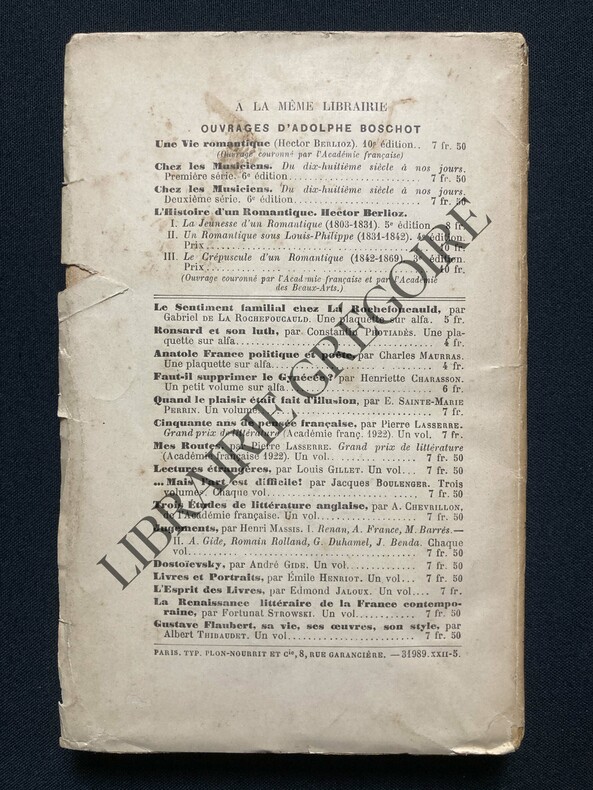 A LA MÊME LIBRAIRIE
OUVRAGES D'ADOLPHE BOSCHOT
Une Vie romantique (Hector BERLIOZ). 10e édition.. 7 fr. 50
(Ouvrage couronné par l'Académie française)
Chez les Musiciens. Du dix-huitième siècle à nos jours.
Première série. 6e édition 7 fr. 50
Chez les Musiciens. Du dix-huitième siècle à nos jours.
Deuxième série. 6e édition 7 fr. 50
L'Histoire d'un Romantique. Hector Berlioz.
I. La Jeunesse d'un Romantique (1803-1831). 5e édition. 8 fr.
II. Un Romantique sous Louis-Philippe (1831-1842). 4e édition.
Prix 10 fr.
III. Le Crépuscule d'un Romantique (1842-1869). 3e édition.
Prix 10 fr.
(Ouvrage couronné par l'Académie française et par l'Académie
des Beaux-Arts.)
Le Sentiment familial chez La Rochefoucauld, par
Gabriel DE LA ROCHEFOUCAULD. Une plaquette sur alfa. 5 fr.
Ronsard et son luth, par Constantin PHOTIADÈS. Une pla-
quette sur alfa 4 fr.
Anatole France politique et poète, par Charles MAURRAS.
Une plaquette sur alfa 4 fr.
Faut-il supprimer le Gynécée? par Henriette CHARASSON.
Un petit volume sur alfa 6 fr.
Quand le plaisir était fait d'illusion, par E. SAINTE-MARIE
PERRIN. Un volume 7 fr.
Cinquante ans de pensée française, par Pierre LASSERRE.
Grand prix de littérature (Académie franç. 1922). Un vol. 7 fr.
Mes Routes, par Pierre LASSERRE. Grand prix de littérature
(Académie française 1922). Un vol. 7 fr. 50
Lectures étrangères, par Louis GILLET. Un vol... 7 fr. 50
...Mais l'art est difficile! par Jacques BOULENGER. Trois
volumes. Chaque vol 7 fr. 50
Trois Études de littérature anglaise, par A. CHEVRILLON,
de l'Académie française. Un vol 7 fr. 50
Jugements, par Henri MASSIS. I. Renan, A. France, M. Barrès. —
II. A. Gide, Romain Rolland, G. Duhamel, J. Benda. Chaque
vol 7 fr. 50
Dostoïevsky, par André GIDE. Un vol 7 fr. 50
Livres et Portraits, par Émile HENRIOT. Un vol... 7 fr. 50
L'Esprit des Livres, par Edmond JALOUX. Un vol.... 7 fr.
La Renaissance littéraire de la France contempo-
raine, par Fortunat STROWSKI. Un vol 7 fr. 50
Gustave Flaubert, sa vie, ses œuvres, son style, par
Albert THIBAUDET. Un vol 7 fr. 50
PARIS. TYP. PLON-NOURRIT ET Cie, 8, RUE GARANCIÈRE. — 31989.XXII-5.
LIBRAIRIE GRÉGOIRE